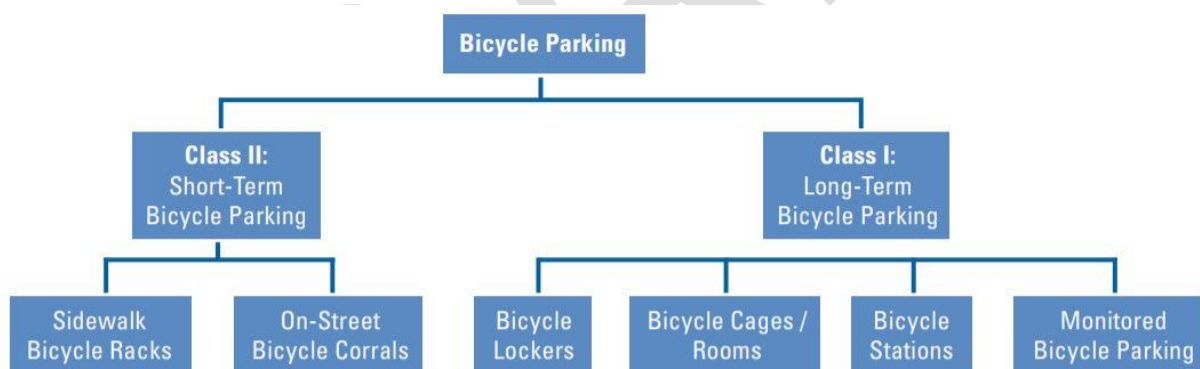 Bicycle Parking
Class II:
Short-Term
Bicycle Parking
Class I:
Long-Term
Bicycle Parking
Sidewalk
Bicycle Racks
On-Street
Bicycle Corrals
Bicycle
Lockers
Bicycle Cages /
Rooms
Bicycle
Stations
Monitored
Bicycle Parking